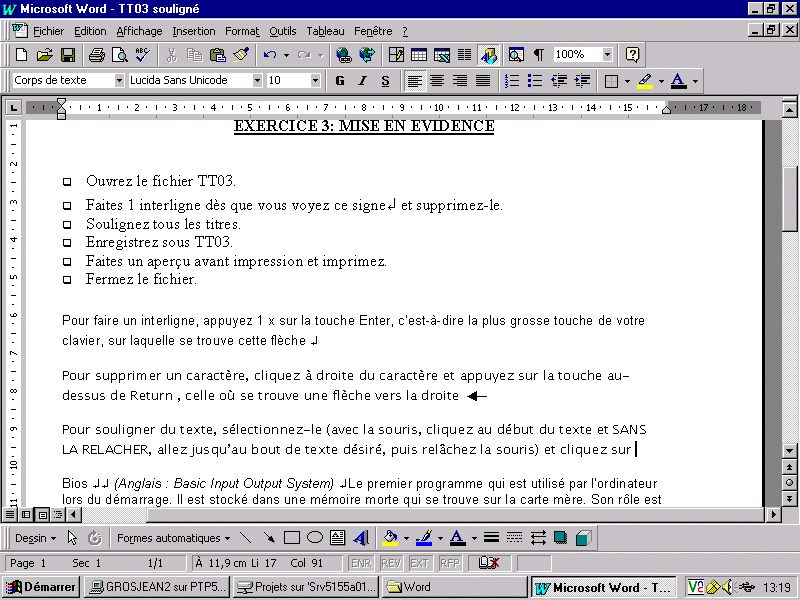 Microsoft Word - TT03 souligné
Fichier Edition Affichage Insertion Format Outils Tableau Fenêtre ?
100%
Corps de texte Lucida Sans Unicode 10 G I S
1 2 3 4 5 6 7 8 9 10 11 12 13 14 15 17 18
EXERCICE 3: MISE EN EVIDENCE
Ouvrez le fichier TT03.
Faites 1 interligne dès que vous voyez ce signe↲ et supprimez-le.
Soulignez tous les titres.
Enregistrez sous TT03.
Faites un aperçu avant impression et imprimez.
Fermez le fichier.
Pour faire un interligne, appuyez 1 x sur la touche Enter, c'est-à-dire la plus grosse touche de votre
clavier, sur laquelle se trouve cette flèche ↲
Pour supprimer un caractère, cliquez à droite du caractère et appuyez sur la touche au-
dessus de Return , celle où se trouve une flèche vers la droite
Pour souligner du texte, sélectionnez-le (avec la souris, cliquez au début du texte et SANS
LA RELACHER, allez jusqu'au bout de texte désiré, puis relâchez la souris) et cliquez sur
Bios ↲↲ (Anglais : Basic Input Output System) ↲Le premier programme qui est utilisé par l'ordinateur
lors du démarrage. Il est stocké dans une mémoire morte qui se trouve sur la carte mère. Son rôle est
Dessin Formes automatiques
Page 1 Sec 1 1/1 À 11,9 cm Li 17 Col 91 ENR REV EXT RFP
Démarrer GROSJEAN2 sur PTP5... Projets sur 'Srv5155a01... Word Microsoft Word - T... 13:19